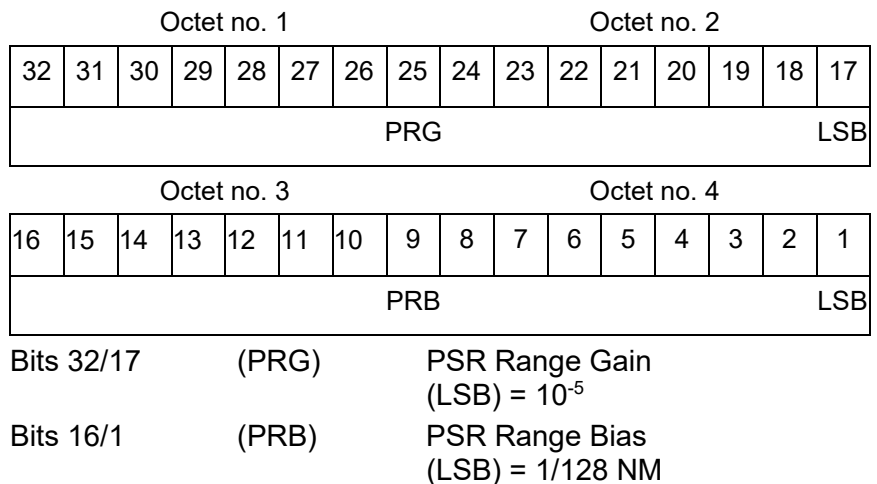 Octet no. 1 Octet no. 2
32 31 30 29 28 27 26 25 24 23 22 21 20 19 18 17
PRG LSB
Octet no. 3 Octet no. 4
16 15 14 13 12 11 10 9 8 7 6 5 4 3 2 1
PRB LSB
Bits 32/17 (PRG) PSR Range Gain
(LSB) = 10⁻⁵
Bits 16/1 (PRB) PSR Range Bias
(LSB) = 1/128 NM